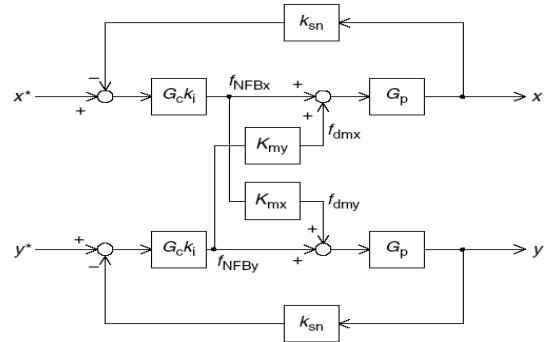 k_sn
−
x* + G_c k_i f_NFBx + + G_p x
K_my f_dmx
K_mx f_dmy
y* + − G_c k_i f_NFBy + + G_p y
k_sn